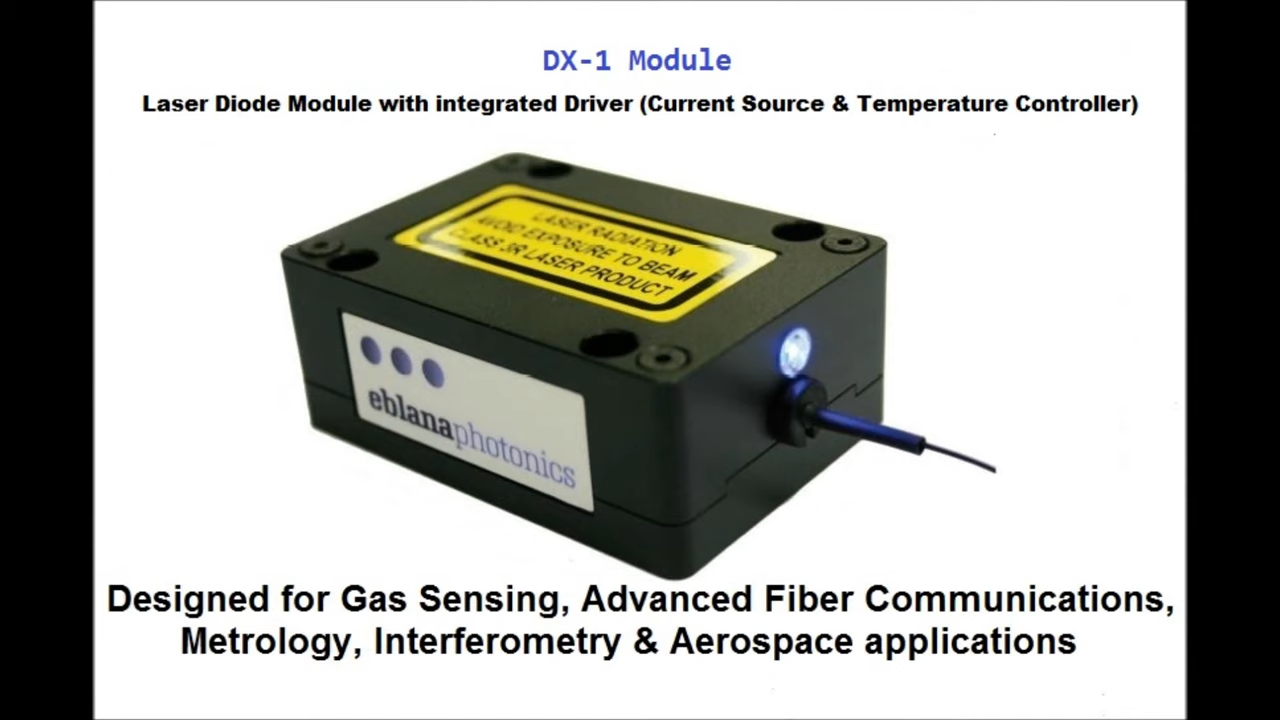 DX-1 Module
Laser Diode Module with integrated Driver (Current Source & Temperature Controller)
LASER RADIATION
AVOID EXPOSURE TO BEAM
CLASS 3R LASER PRODUCT
eblanaphotonics
Designed for Gas Sensing, Advanced Fiber Communications,
Metrology, Interferometry & Aerospace applications